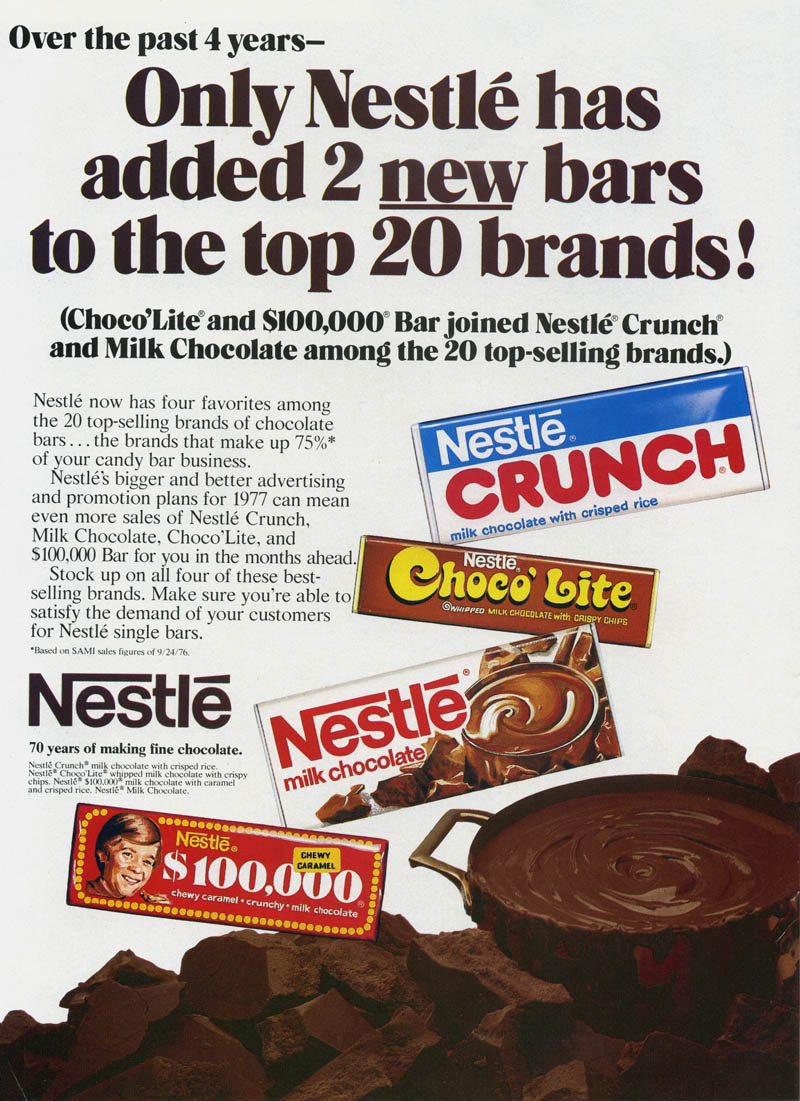 Over the past 4 years–
Only Nestlé has
added 2 new bars
to the top 20 brands!
(Choco'Lite® and $100,000® Bar joined Nestlé® Crunch®
and Milk Chocolate among the 20 top-selling brands.)
Nestlé now has four favorites among
the 20 top-selling brands of chocolate
bars...the brands that make up 75%*
of your candy bar business.
Nestlé's bigger and better advertising
and promotion plans for 1977 can mean
even more sales of Nestlé Crunch,
Milk Chocolate, Choco'Lite, and
$100,000 Bar for you in the months ahead.
Stock up on all four of these best-
selling brands. Make sure you're able to
satisfy the demand of your customers
for Nestlé single bars.
*Based on SAMI sales figures of 9/24/76.
Nestlé
70 years of making fine chocolate.
Nestlé Crunch® milk chocolate with crisped rice.
Nestlé® Choco'Lite® whipped milk chocolate with crispy
chips. Nestlé® $100,000® milk chocolate with caramel
and crisped rice. Nestlé® Milk Chocolate.
Nestlé®
CRUNCH®
milk chocolate with crisped rice
Nestlé®
Choco' Lite
WHIPPED MILK CHOCOLATE with CRISPY CHIPS
Nestlé®
milk chocolate
Nestlé®
CHEWY
CARAMEL
$100,000®
chewy caramel • crunchy • milk chocolate